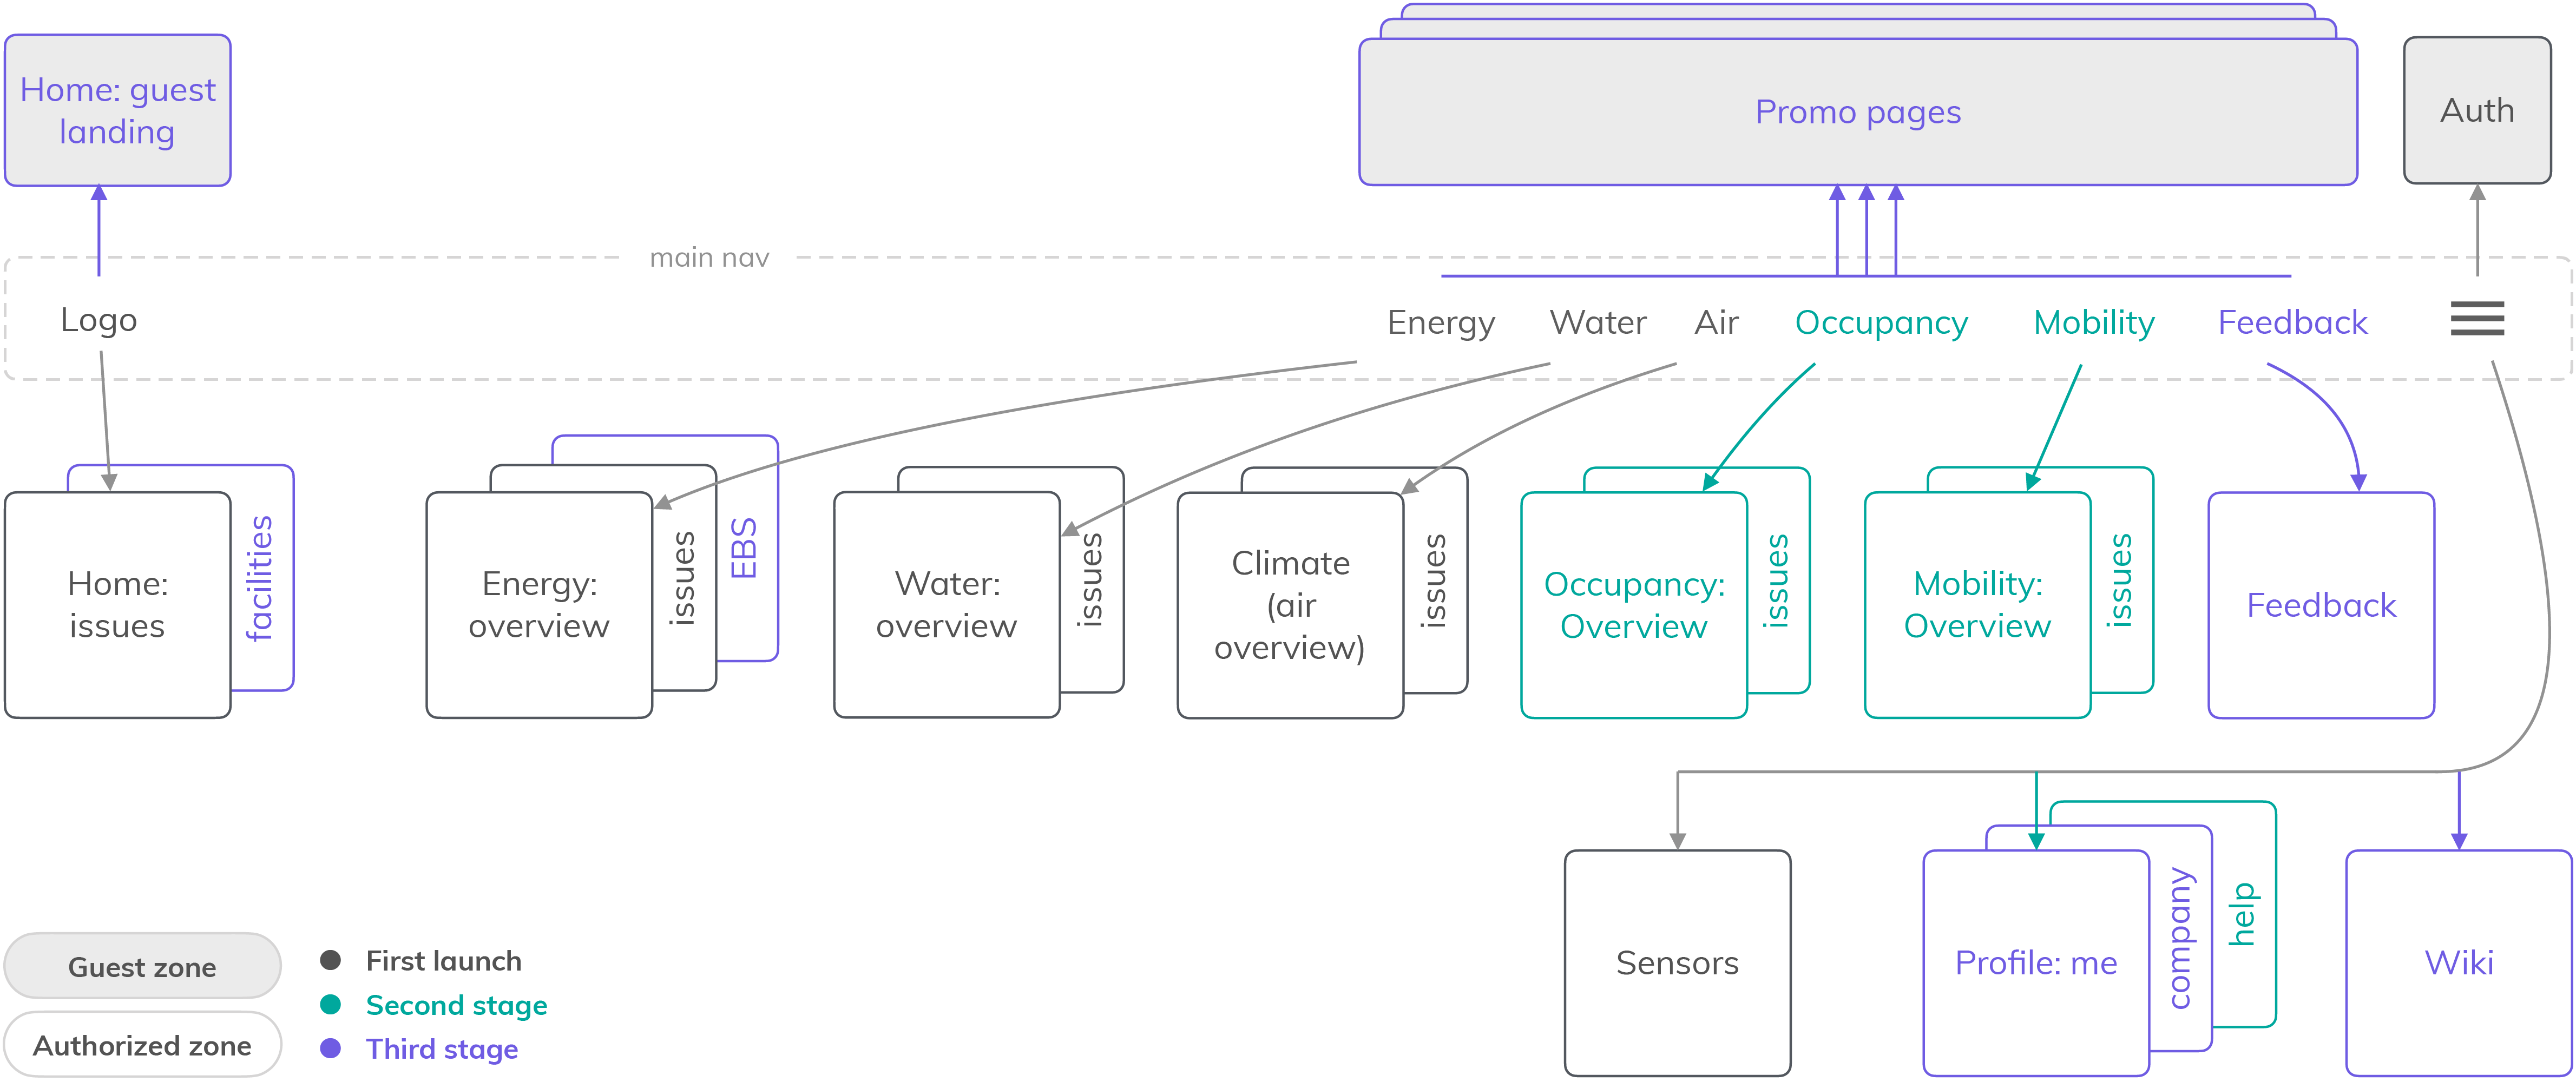 Home: guest
landing
Promo pages
Auth
main nav
Logo
Energy
Water
Air
Occupancy
Mobility
Feedback
Home:
issues
facilities
Energy:
overview
issues
EBS
Water:
overview
issues
Climate
(air
overview)
issues
Occupancy:
Overview
issues
Mobility:
Overview
issues
Feedback
Sensors
Profile: me
company
help
Wiki
Guest zone
Authorized zone
First launch
Second stage
Third stage